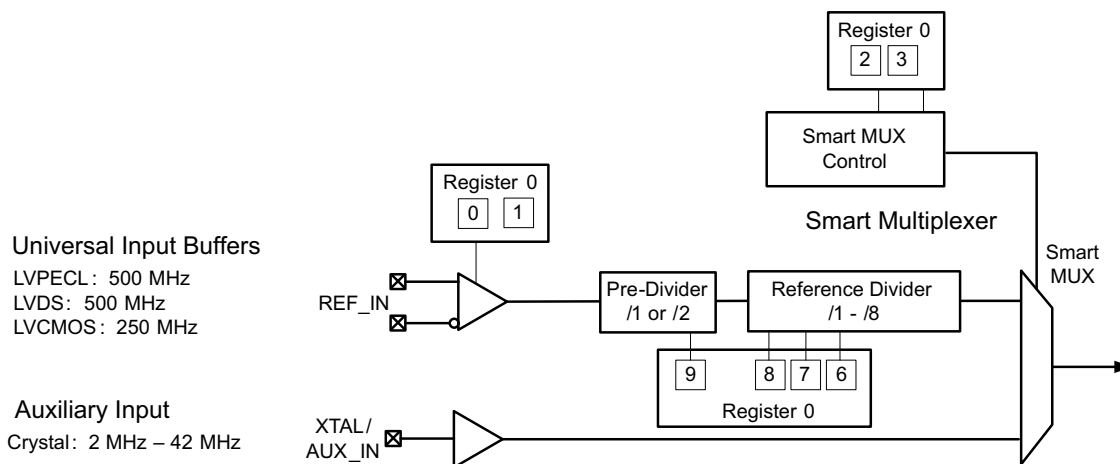 Register 0
2 3
Smart MUX
Control
Register 0
0 1
Smart Multiplexer
Universal Input Buffers
LVPECL: 500 MHz
LVDS: 500 MHz
LVCMOS: 250 MHz
REF_IN
Pre-Divider
/1 or /2
Reference Divider
/1 - /8
Smart
MUX
9 8 7 6
Register 0
Auxiliary Input
Crystal: 2 MHz – 42 MHz
XTAL/
AUX_IN